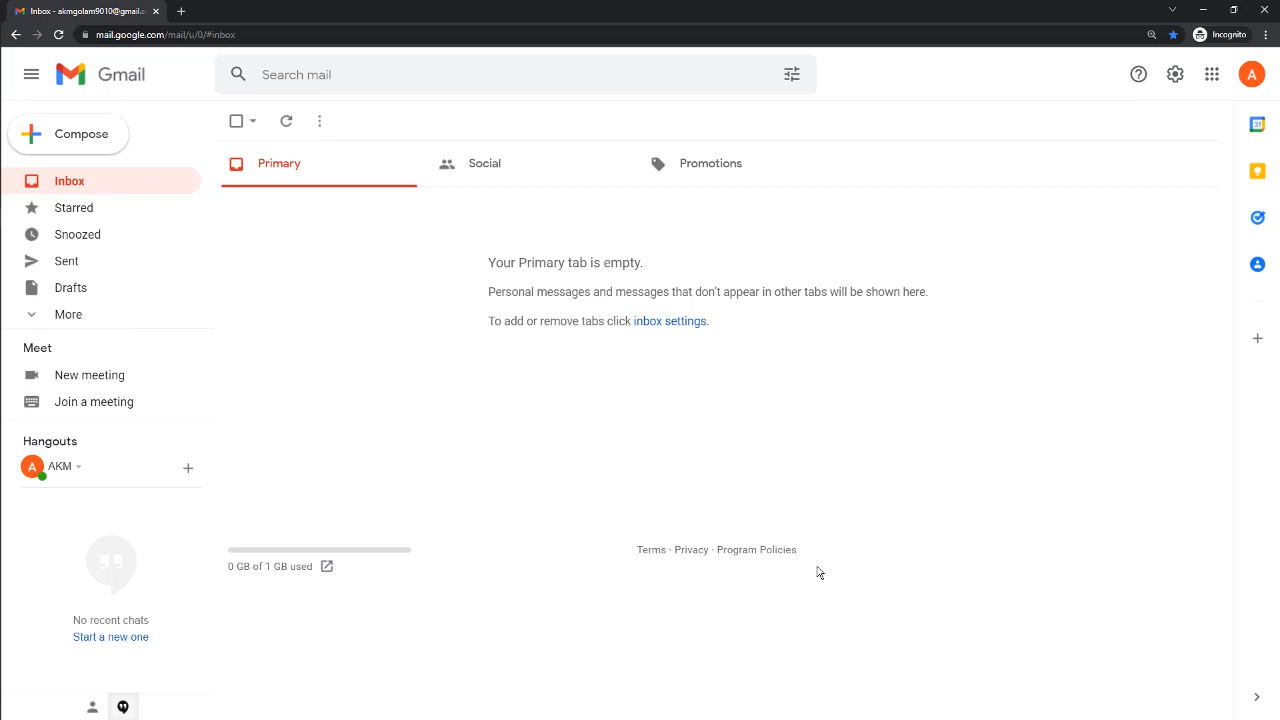 Inbox - akmgolam9010@gmail.c
mail.google.com/mail/u/0/#inbox
Incognito
Gmail
Search mail
A
Compose
Primary
Social
Promotions
31
Inbox
Starred
Snoozed
Sent
Drafts
More
Your Primary tab is empty.
Personal messages and messages that don't appear in other tabs will be shown here.
To add or remove tabs click inbox settings.
Meet
New meeting
Join a meeting
Hangouts
A AKM
0 GB of 1 GB used
Terms · Privacy · Program Policies
No recent chats
Start a new one